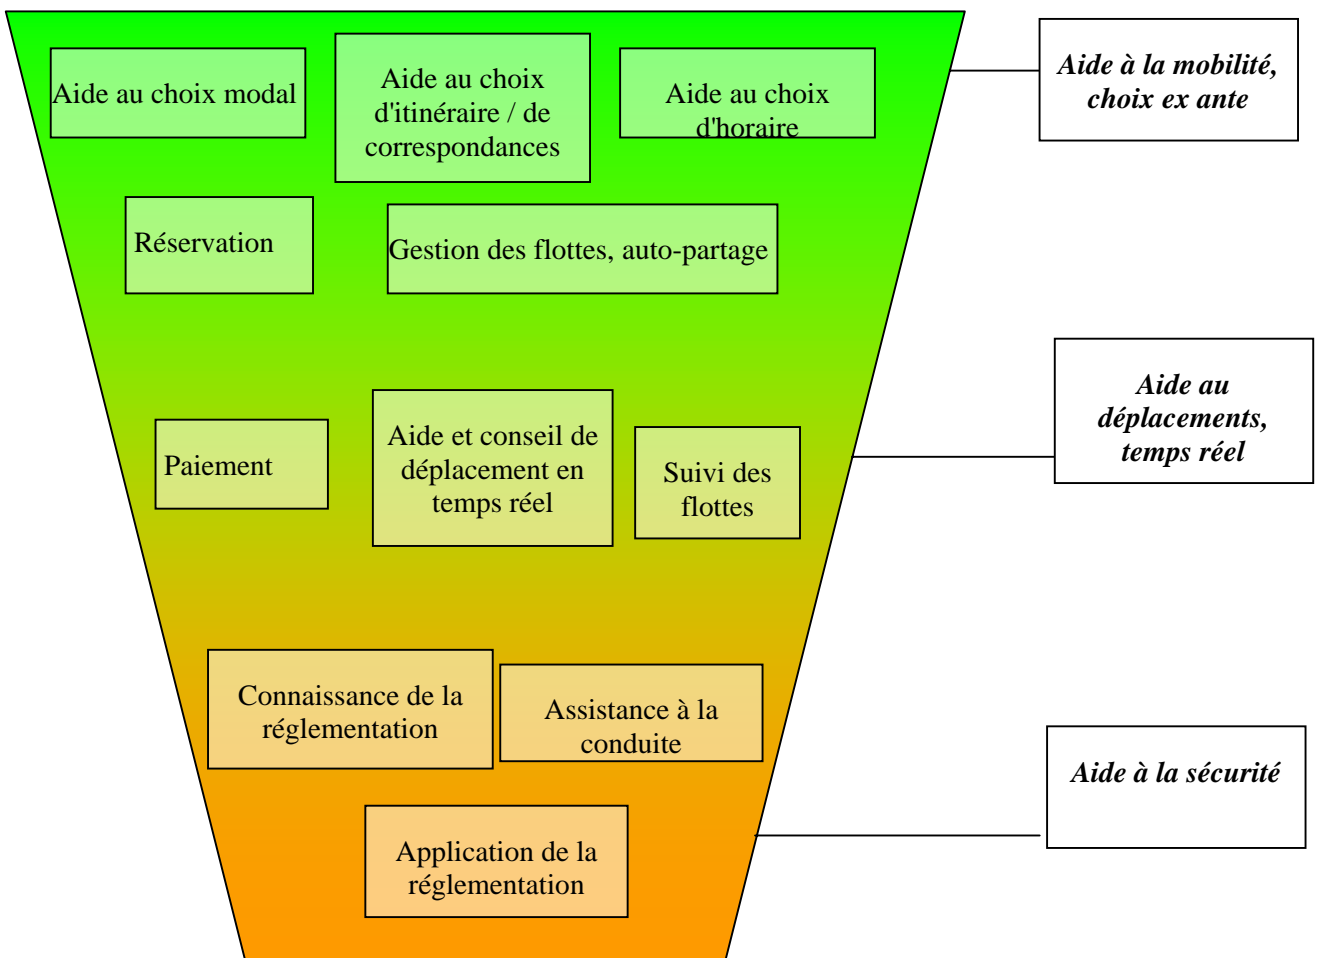 Aide au choix modal
Aide au choix
d'itinéraire / de
correspondances
Aide au choix
d'horaire
Aide à la mobilité,
choix ex ante
Réservation
Gestion des flottes, auto-partage
Aide au
déplacements,
temps réel
Paiement
Aide et conseil de
déplacement en
temps réel
Suivi des
flottes
Connaissance de la
réglementation
Assistance à la
conduite
Aide à la sécurité
Application de la
réglementation